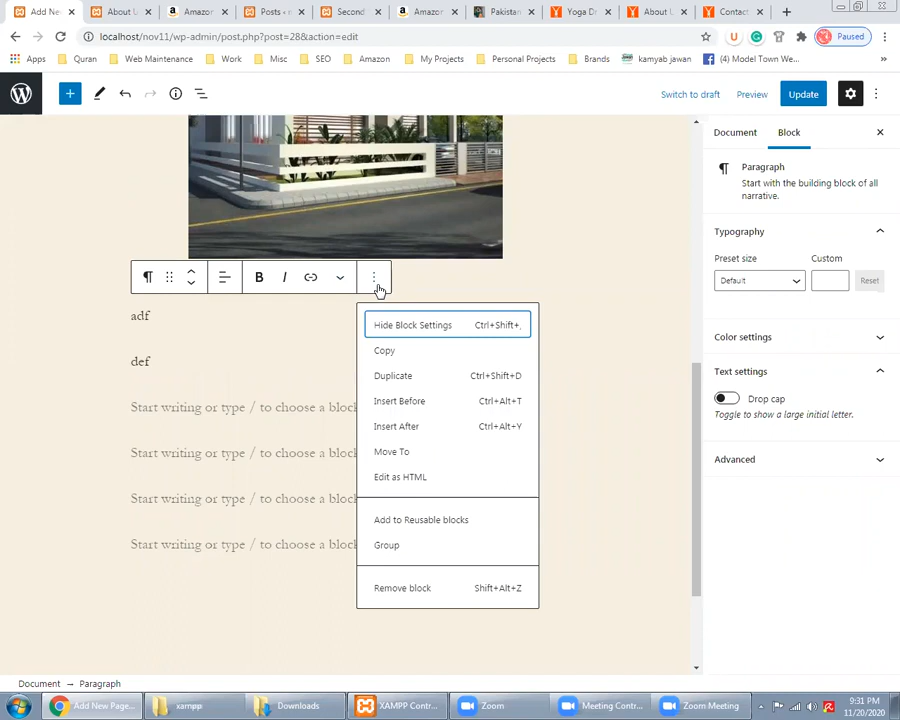 Add Ne
About U
Amazon
Posts ‹
Second
Amazon
Pakistan
Yoga D
About U
Contact
localhost/nov11/wp-admin/post.php?post=28&action=edit
Paused
Apps
Quran
Web Maintenance
Work
Misc
SEO
Amazon
My Projects
Personal Projects
Brands
kamyab jawan
Model Town We...
»
Switch to draft
Preview
Update
Document
Block
Paragraph
Start with the building block of all
narrative.
Typography
Preset size
Custom
Default
Reset
B I
adf
def
Start writing or type / to choose a block
Start writing or type / to choose a block
Start writing or type / to choose a block
Start writing or type / to choose a block
Hide Block Settings Ctrl+Shift+,
Copy
Duplicate Ctrl+Shift+D
Insert Before Ctrl+Alt+T
Insert After Ctrl+Alt+Y
Move To
Edit as HTML
Add to Reusable blocks
Group
Remove block Shift+Alt+Z
Color settings
Text settings
Drop cap
Toggle to show a large initial letter.
Advanced
Document → Paragraph
Add New Page...
xampp
Downloads
XAMPP Contr...
Zoom
Meeting Contr...
Zoom Meeting
9:31 PM
11/20/2020